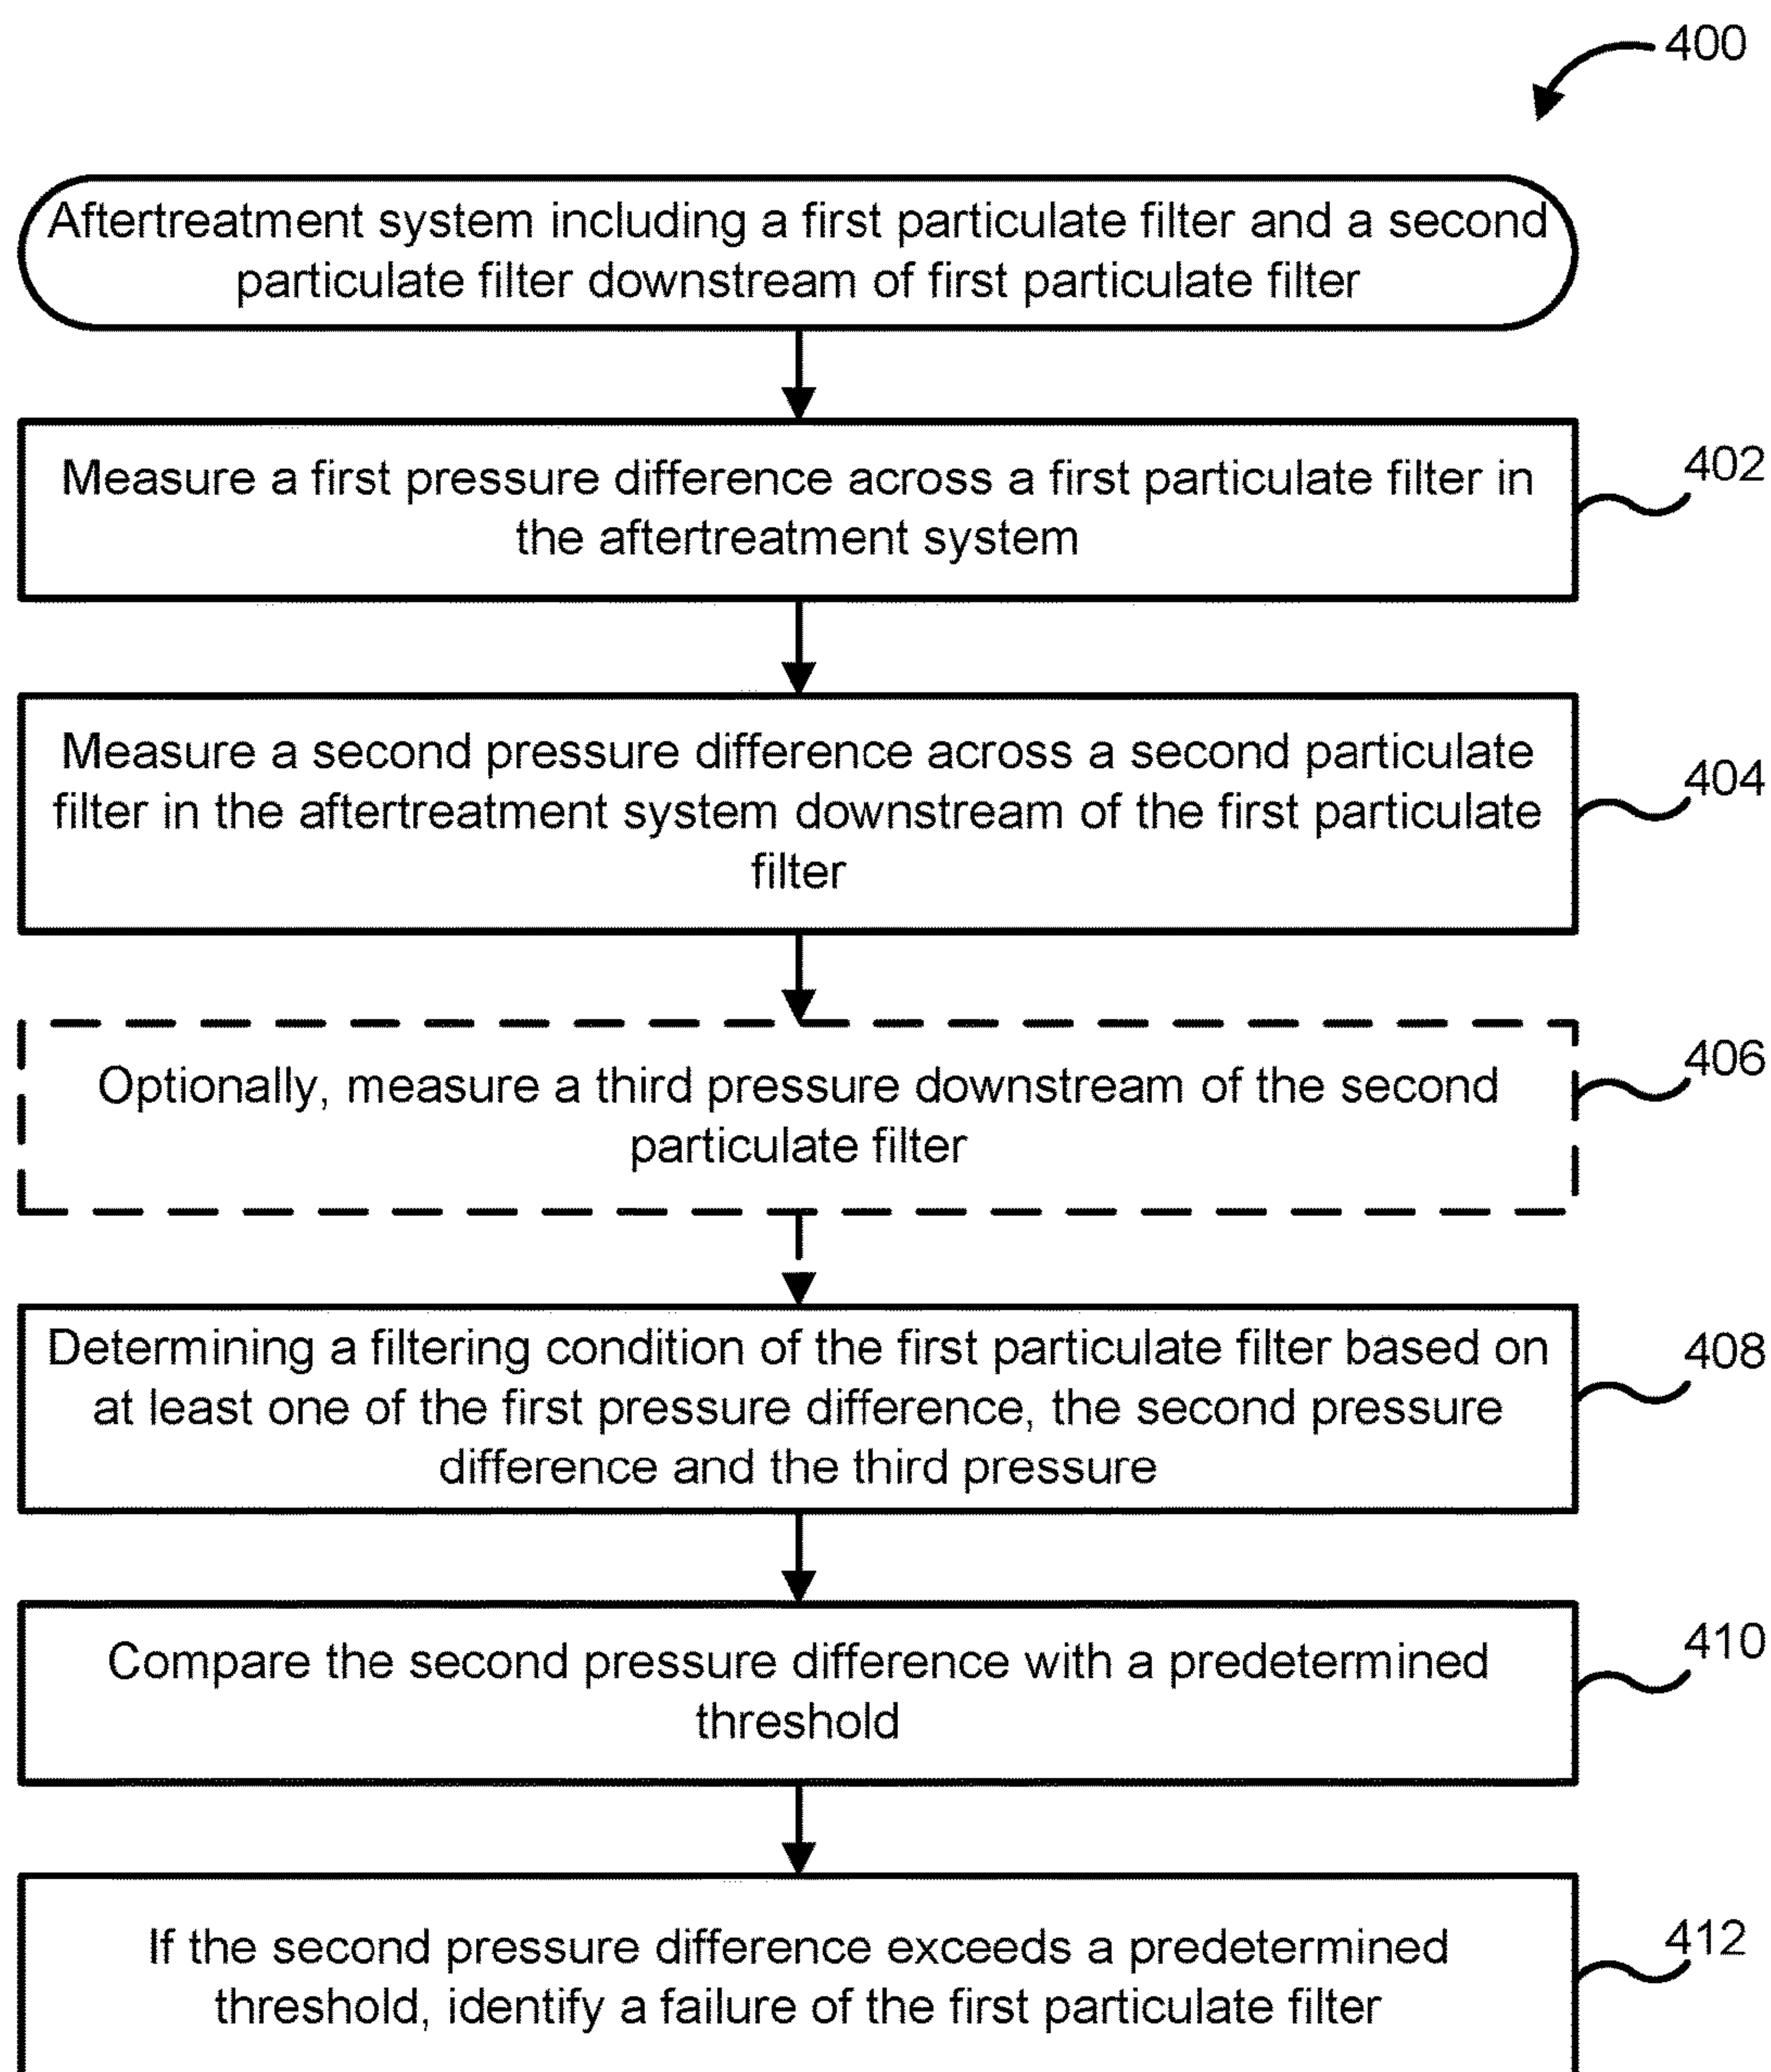 400
Aftertreatment system including a first particulate filter and a second
particulate filter downstream of first particulate filter
Measure a first pressure difference across a first particulate filter in
the aftertreatment system
402
Measure a second pressure difference across a second particulate
filter in the aftertreatment system downstream of the first particulate
filter
404
Optionally, measure a third pressure downstream of the second
particulate filter
406
Determining a filtering condition of the first particulate filter based on
at least one of the first pressure difference, the second pressure
difference and the third pressure
408
Compare the second pressure difference with a predetermined
threshold
410
If the second pressure difference exceeds a predetermined
threshold, identify a failure of the first particulate filter
412